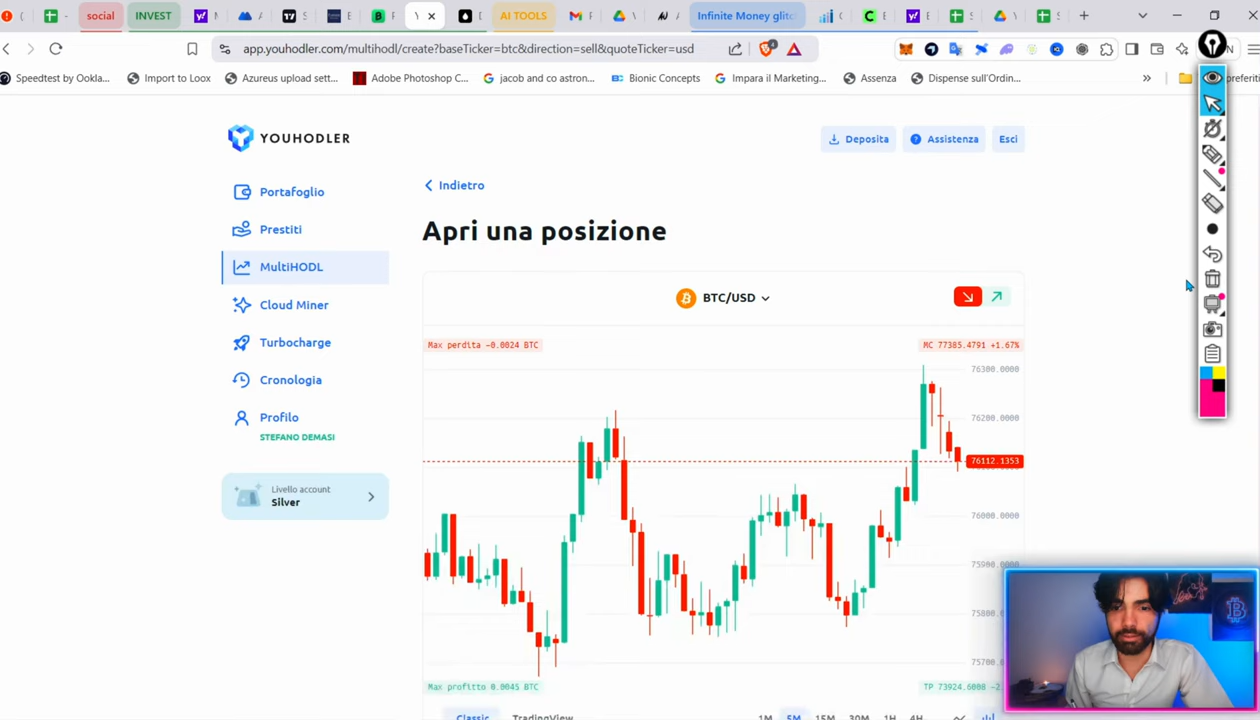 social
INVEST
AI TOOLS
Infinite Money glitc
app.youhodler.com/multihodl/create?baseTicker=btc&direction=sell&quoteTicker=usd
Speedtest by Ookla...
Import to Loox
Azureus upload sett...
Adobe Photoshop C...
jacob and co astron...
Bionic Concepts
Impara il Marketing...
Assenza
Dispense sull'Ordin...
»
preferiti
YOUHODLER
Deposita
Assistenza
Esci
Portafoglio
Prestiti
MultiHODL
Cloud Miner
Turbocharge
Cronologia
Profilo
STEFANO DEMASI
Livello account
Silver
Indietro
Apri una posizione
BTC/USD
Max perdita −0.0024 BTC
MC 77385.4791 +1.67%
76300.0000
76200.0000
76112.1353
76000.0000
75900.0000
75800.0
75700.
Max profitto 0.0045 BTC
TP 73924.6008 −2.
Classic
TradingView
1M
5M
15M
30M
1H
4H